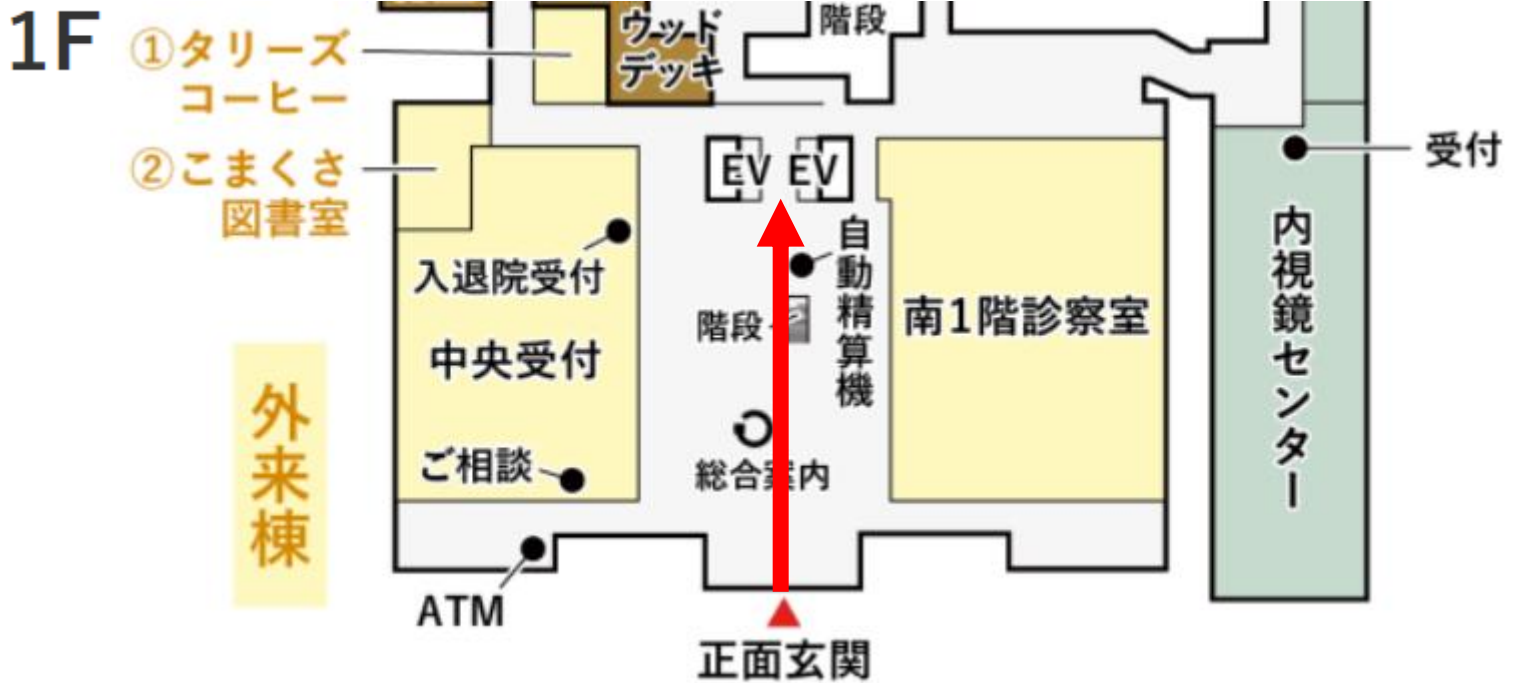 1F
①タリーズ
コーヒー
ウッド
デッキ
階段
②こまくさ
図書室
EV EV
受付
入退院受付
中央受付
ご相談
自動精算機
階段
総合案内
南1階診察室
内視鏡センター
外来棟
ATM
正面玄関